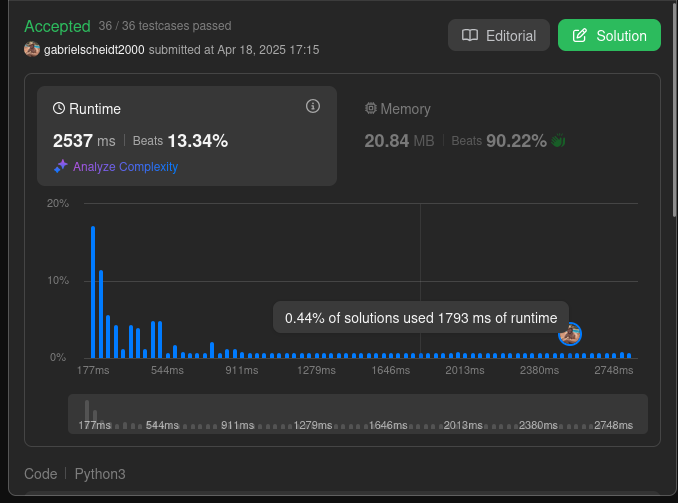 Accepted 36 / 36 testcases passed
gabrielscheidt2000 submitted at Apr 18, 2025 17:15
Editorial
Solution
Runtime
2537 ms Beats 13.34%
Analyze Complexity
Memory
20.84 MB Beats 90.22%
20%
10%
0%
0.44% of solutions used 1793 ms of runtime
177ms 544ms 911ms 1279ms 1646ms 2013ms 2380ms 2748ms
177ms 544ms 911ms 1279ms 1646ms 2013ms 2380ms 2748ms
Code Python3